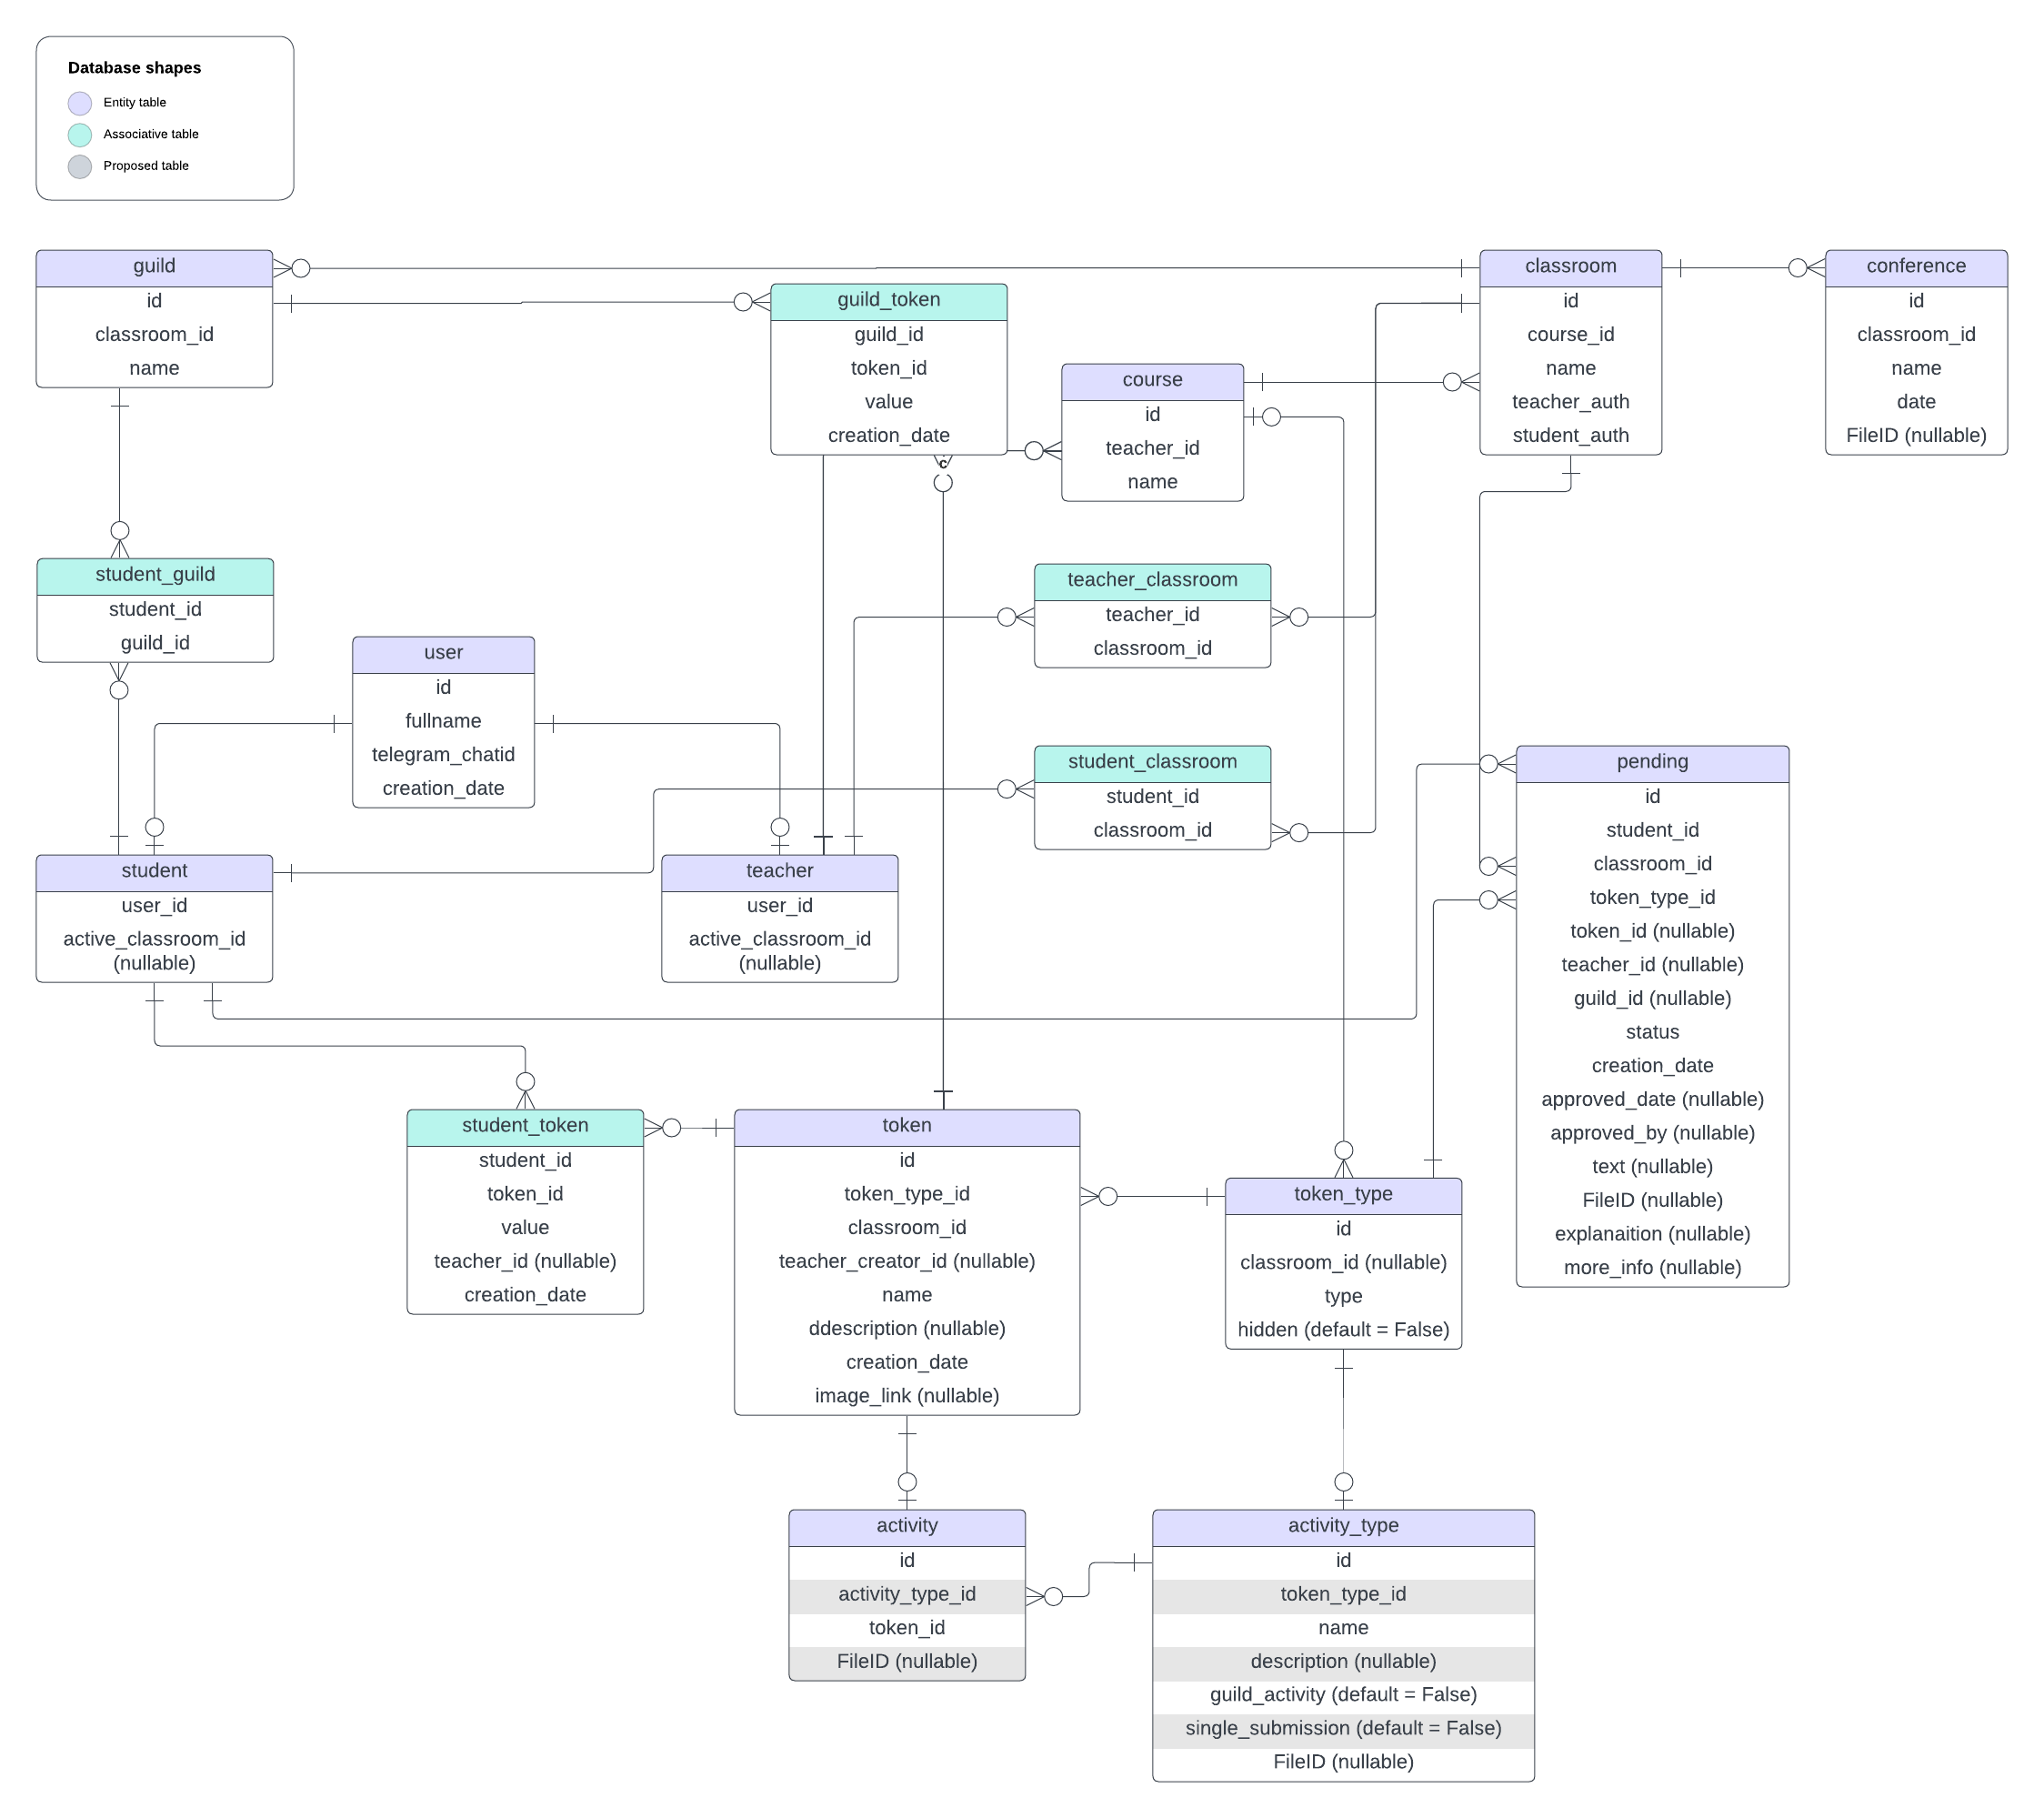 Database shapes
Entity table
Associative table
Proposed table
guild
id
classroom_id
name
guild_token
guild_id
token_id
value
creation_date
c
course
id
teacher_id
name
classroom
id
course_id
name
teacher_auth
student_auth
conference
id
classroom_id
name
date
FileID (nullable)
student_guild
student_id
guild_id
user
id
fullname
telegram_chatid
creation_date
teacher_classroom
teacher_id
classroom_id
student_classroom
student_id
classroom_id
pending
id
student_id
classroom_id
token_type_id
token_id (nullable)
teacher_id (nullable)
guild_id (nullable)
status
creation_date
approved_date (nullable)
approved_by (nullable)
text (nullable)
FileID (nullable)
explanaition (nullable)
more_info (nullable)
student
user_id
active_classroom_id
(nullable)
teacher
user_id
active_classroom_id
(nullable)
student_token
student_id
token_id
value
teacher_id (nullable)
creation_date
token
id
token_type_id
classroom_id
teacher_creator_id (nullable)
name
ddescription (nullable)
creation_date
image_link (nullable)
token_type
id
classroom_id (nullable)
type
hidden (default = False)
activity
id
activity_type_id
token_id
FileID (nullable)
activity_type
id
token_type_id
name
description (nullable)
guild_activity (default = False)
single_submission (default = False)
FileID (nullable)